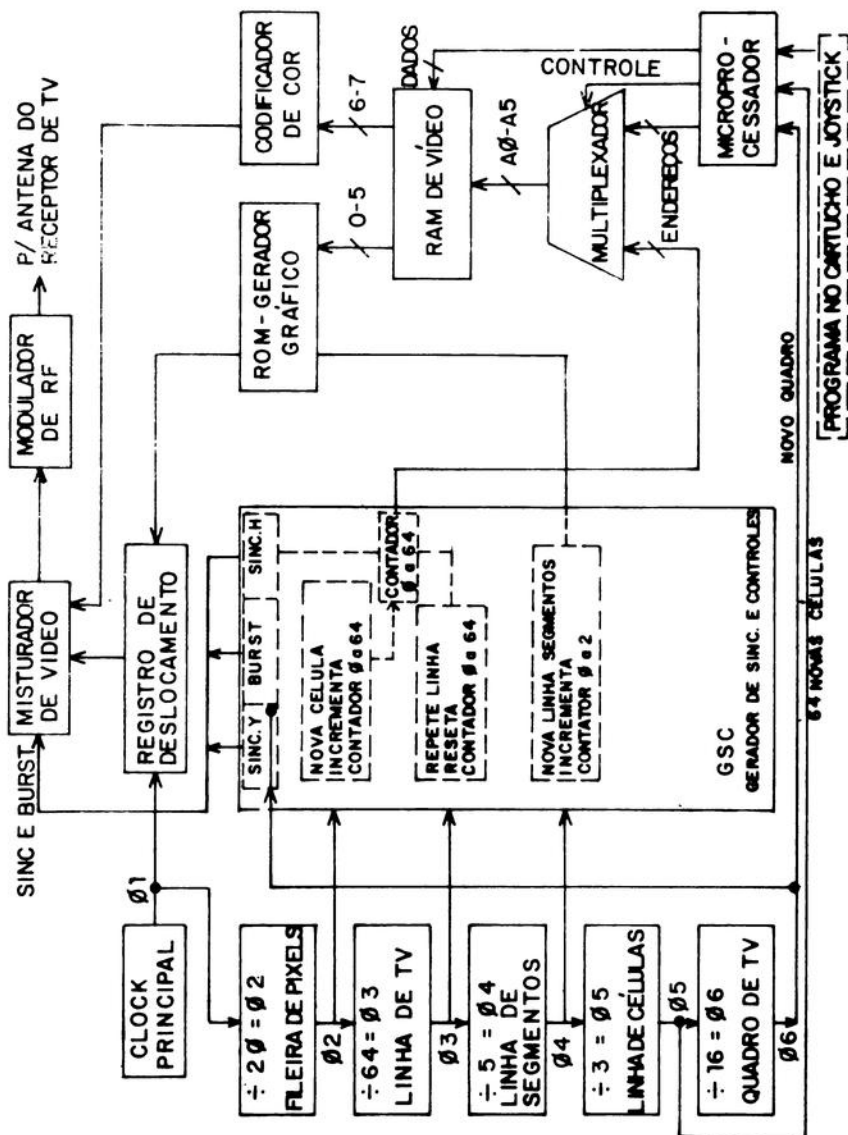 P/ ANTENA DO
RECEPTOR DE TV
MODULADOR
DE RF
SINC E BURST
MISTURADOR
DE VIDEO
REGISTRO DE
DESLOCAMENTO
Ø1
CLOCK
PRINCIPAL
CODIFICADOR
DE COR
6-7
ROM-GERADOR
GRÁFICO
0-5
DADOS
RAM DE VÍDEO
AØ-A5
CONTROLE
MULTIPLEXADOR
ENDEREÇOS
MICROPRO-
CESSADOR
PROGRAMA NO CARTUCHO E JOYSTICK
NOVO QUADRO
64 NOVAS CÉLULAS
SINC.Y
BURST
SINC.H
NOVA CELULA
INCREMENTA
CONTADOR Ø a 64
CONTADOR
Ø a 64
REPETE LINHA
RESETA
CONTADOR Ø a 64
NOVA LINHA SEGMENTOS
INCREMENTA
CONTATOR Ø a 2
GSC
GERADOR DE SINC. E CONTROLES
÷ 2Ø = Ø2
FILEIRA DE PIXELS
Ø2
÷ 64 = Ø3
LINHA DE TV
Ø3
÷ 5 = Ø4
LINHA DE
SEGMENTOS
Ø4
÷ 3 = Ø5
LINHA DE CÉLULAS
Ø5
÷ 16 = Ø6
QUADRO DE TV
Ø6